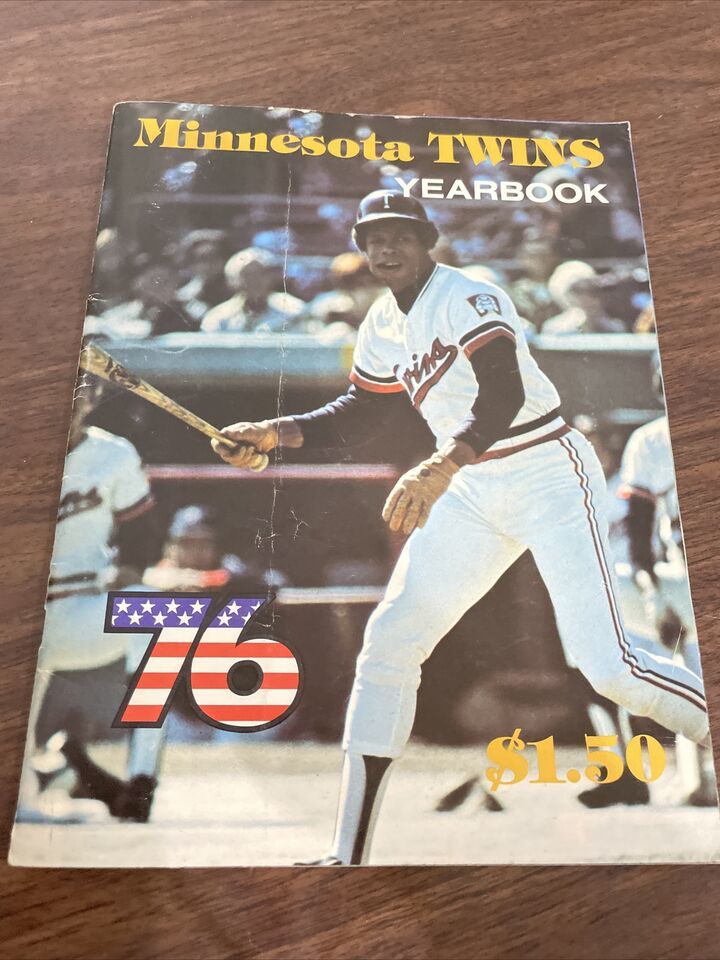 Minnesota TWINS
YEARBOOK
T
Twins
76
$1.50